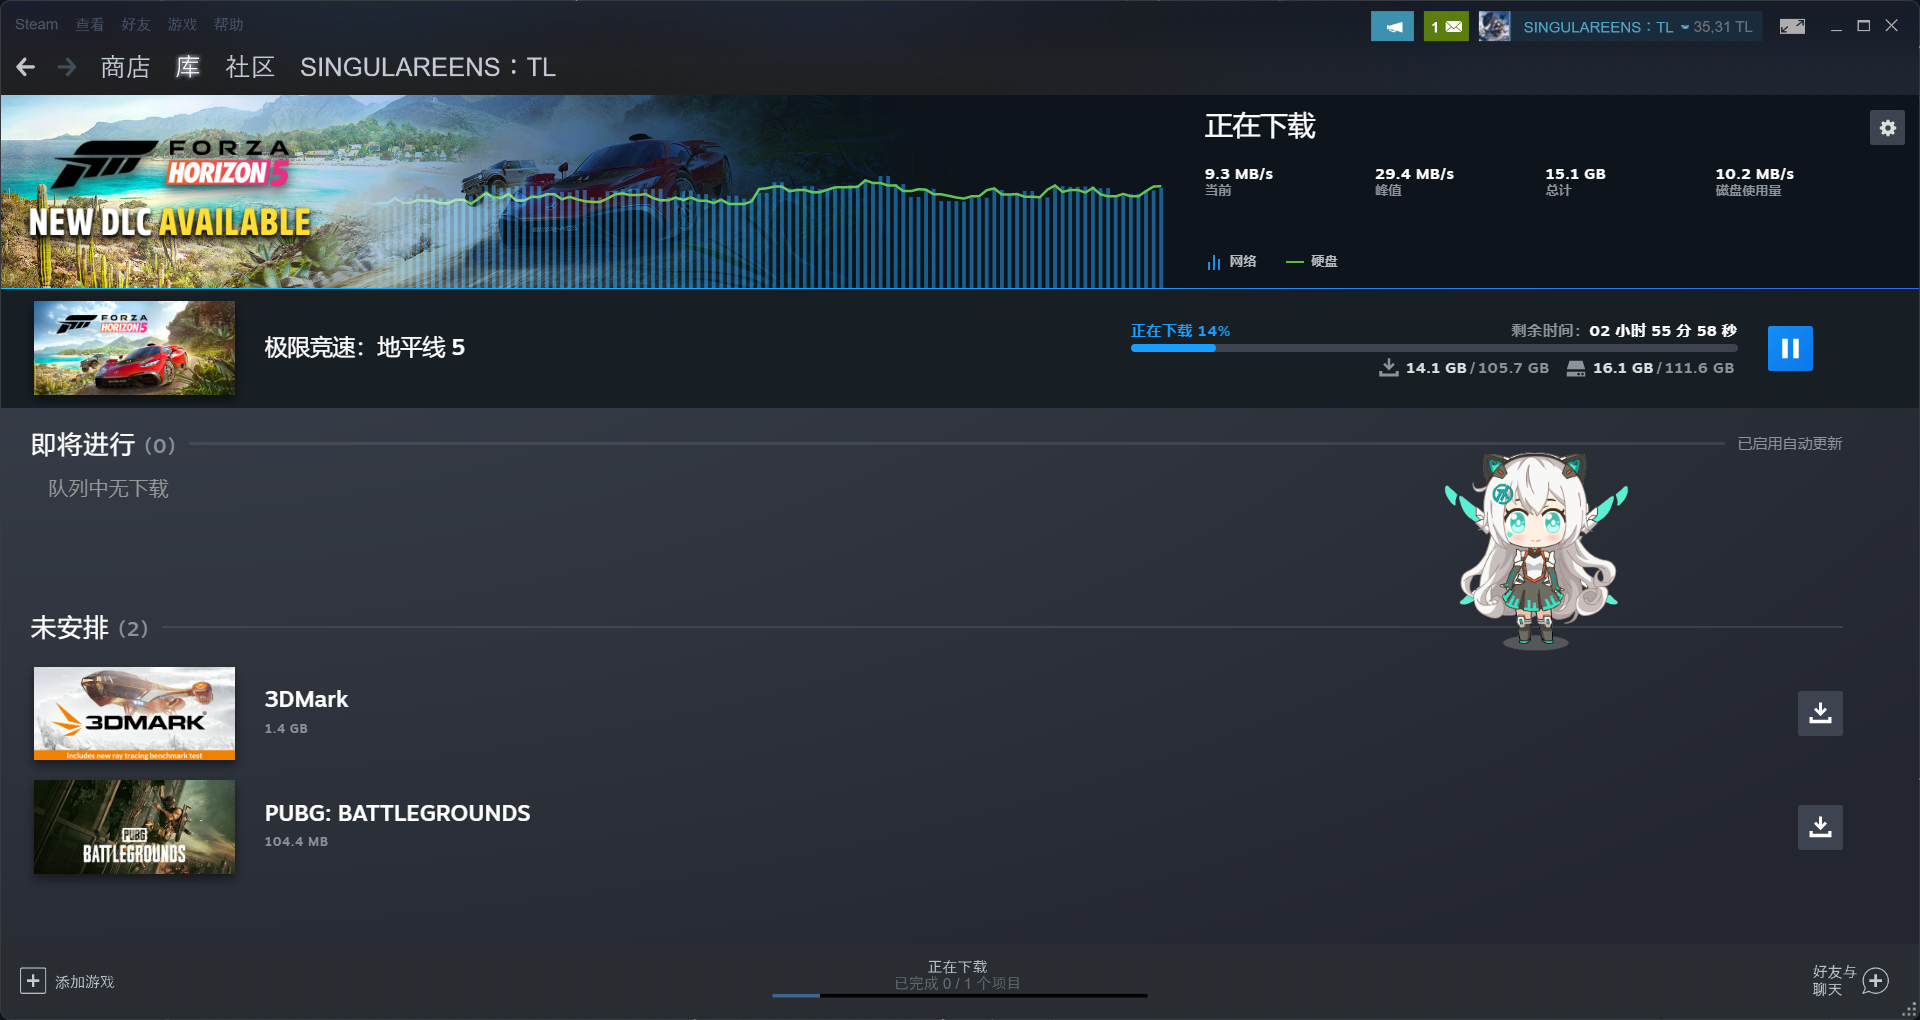 Steam 查看 好友 游戏 帮助
1 SINGULAREENS：TL 35,31 TL
商店 库 社区 SINGULAREENS：TL
FORZA
HORIZON 5
NEW DLC AVAILABLE
正在下载
9.3 MB/s 29.4 MB/s 15.1 GB 10.2 MB/s
当前 峰值 总计 磁盘使用量
网络 硬盘
FORZA
HORIZON 5
极限竞速：地平线 5
正在下载 14% 剩余时间：02 小时 55 分 58 秒
14.1 GB / 105.7 GB 16.1 GB / 111.6 GB
即将进行 (0) 已启用自动更新
队列中无下载
未安排 (2)
3DMARK
Includes new ray tracing benchmark test
3DMark
1.4 GB
PUBG
BATTLEGROUNDS
PUBG: BATTLEGROUNDS
104.4 MB
添加游戏
正在下载
已完成 0 / 1 个项目
好友与
聊天